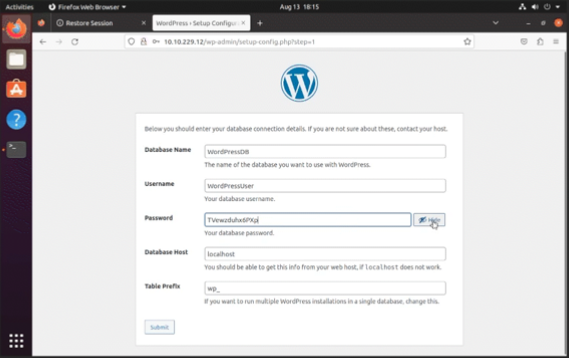 Activities
Firefox Web Browser
Aug 13 18:15
Restore Session
WordPress › Setup Configu
10.10.229.12/wp-admin/setup-config.php?step=1
W
Below you should enter your database connection details. If you are not sure about these, contact your host.
Database Name
WordPressDB
The name of the database you want to use with WordPress.
Username
WordPressUser
Your database username.
Password
TVewzduhx6PXp
Hide
Your database password.
Database Host
localhost
You should be able to get this info from your web host, if localhost does not work.
Table Prefix
wp_
If you want to run multiple WordPress installations in a single database, change this.
Submit